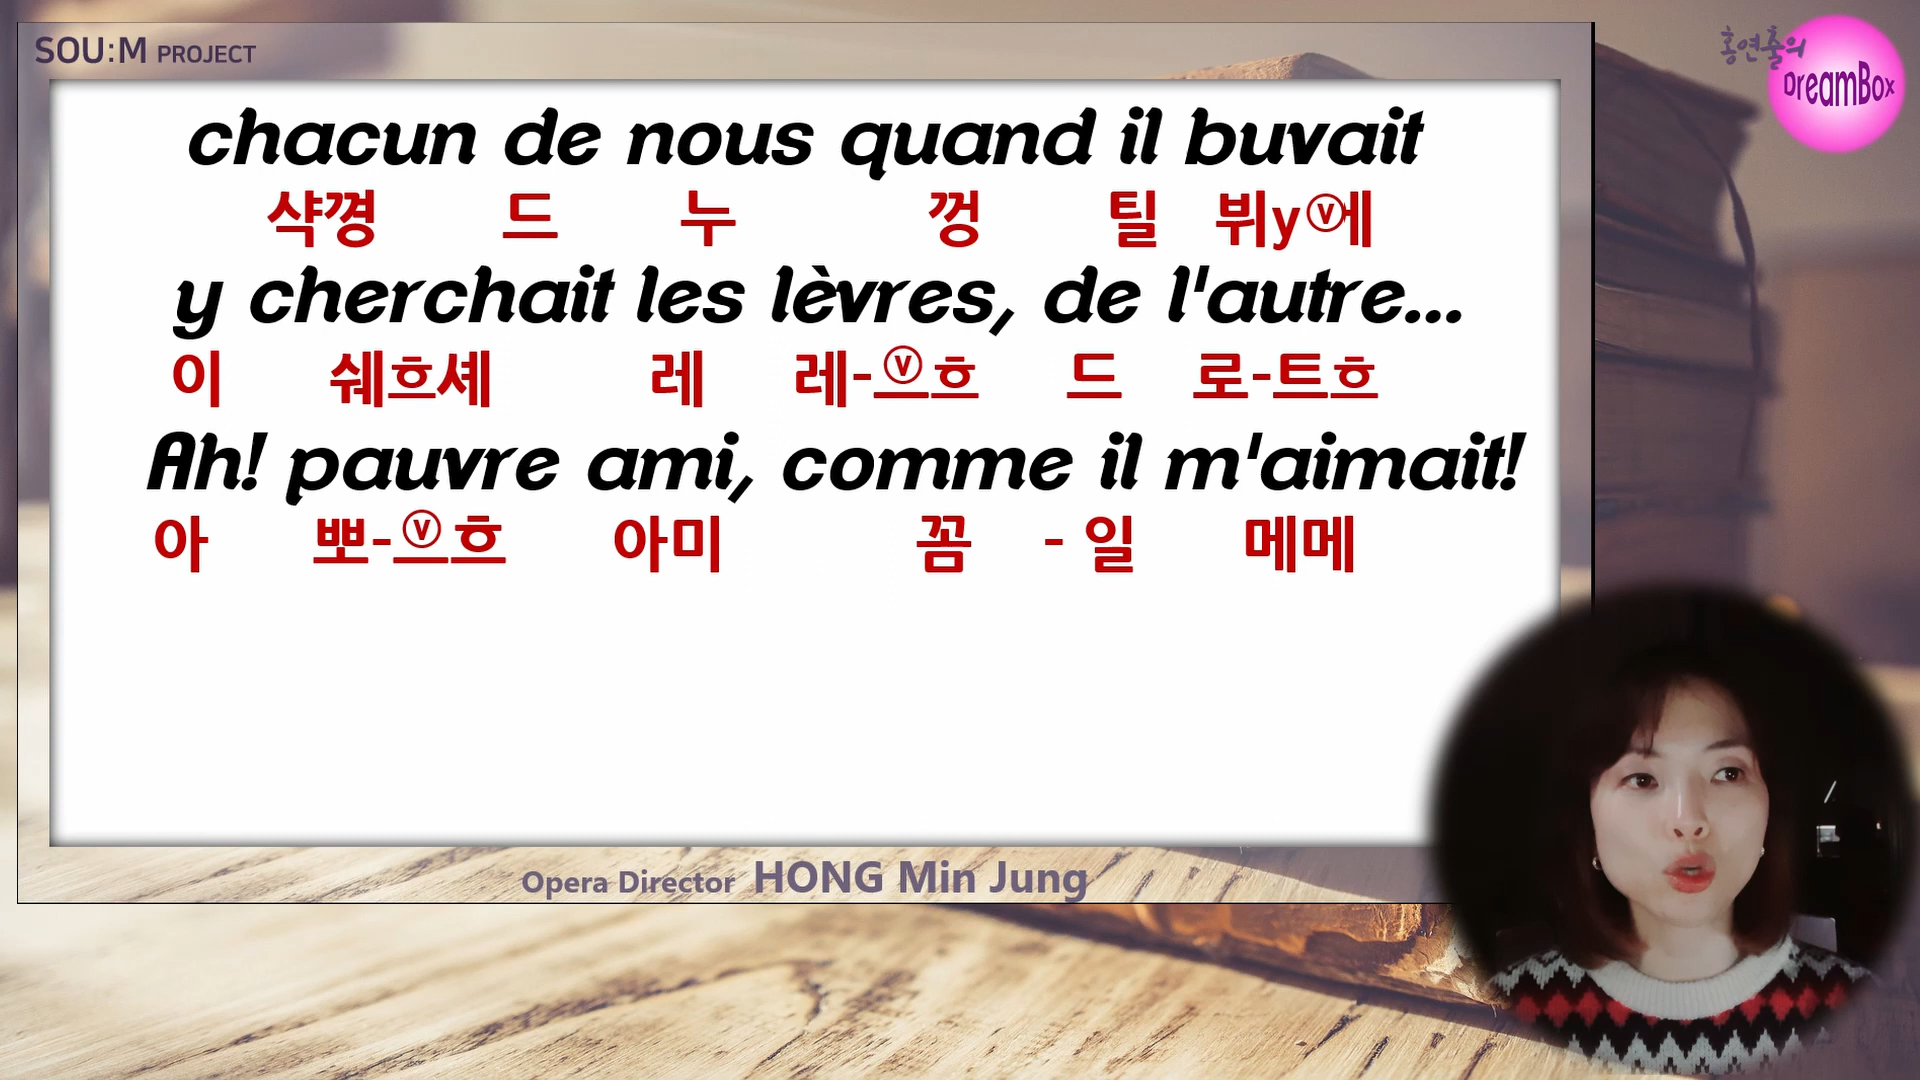 SOU:M PROJECT
홍연출의
DreamBox
chacun de nous quand il buvait
샥꼉 드 누 껑 틸 뷔yⓥ에
y cherchait les lèvres, de l'autre...
이 쉐흐셰 레 레-ⓥ으흐 드 로-트흐
Ah! pauvre ami, comme il m'aimait!
아 뽀-ⓥ으흐 아미 꼼 - 일 메메
Opera Director HONG Min Jung